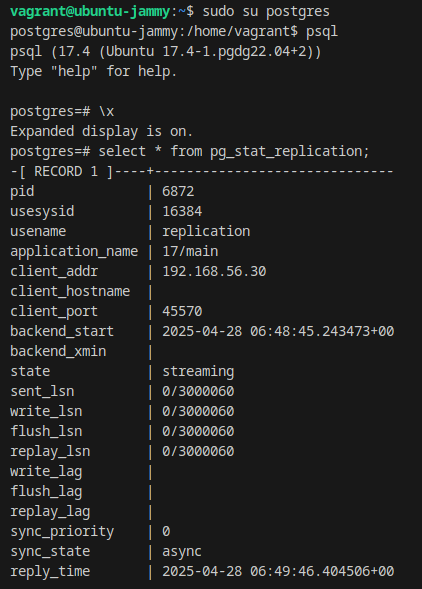 vagrant@ubuntu-jammy:~$ sudo su postgres
postgres@ubuntu-jammy:/home/vagrant$ psql
psql (17.4 (Ubuntu 17.4-1.pgdg22.04+2))
Type "help" for help.

postgres=# \x
Expanded display is on.
postgres=# select * from pg_stat_replication;
-[ RECORD 1 ]----+------------------------------
pid              | 6872
usesysid         | 16384
usename          | replication
application_name | 17/main
client_addr      | 192.168.56.30
client_hostname  |
client_port      | 45570
backend_start    | 2025-04-28 06:48:45.243473+00
backend_xmin     |
state            | streaming
sent_lsn         | 0/3000060
write_lsn        | 0/3000060
flush_lsn        | 0/3000060
replay_lsn       | 0/3000060
write_lag        |
flush_lag        |
replay_lag       |
sync_priority    | 0
sync_state       | async
reply_time       | 2025-04-28 06:49:46.404506+00